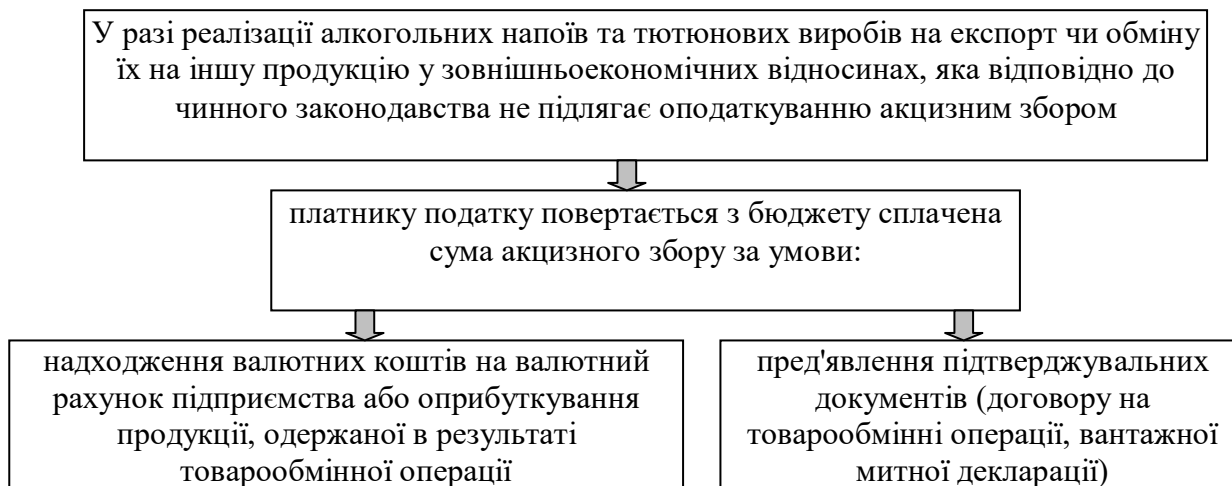 У разі реалізації алкогольних напоїв та тютюнових виробів на експорт чи обміну
їх на іншу продукцію у зовнішньоекономічних відносинах, яка відповідно до
чинного законодавства не підлягає оподаткуванню акцизним збором
платнику податку повертається з бюджету сплачена
сума акцизного збору за умови:
надходження валютних коштів на валютний
рахунок підприємства або оприбуткування
продукції, одержаної в результаті
товарообмінної операції
пред'явлення підтверджувальних
документів (договору на
товарообмінні операції, вантажної
митної декларації)